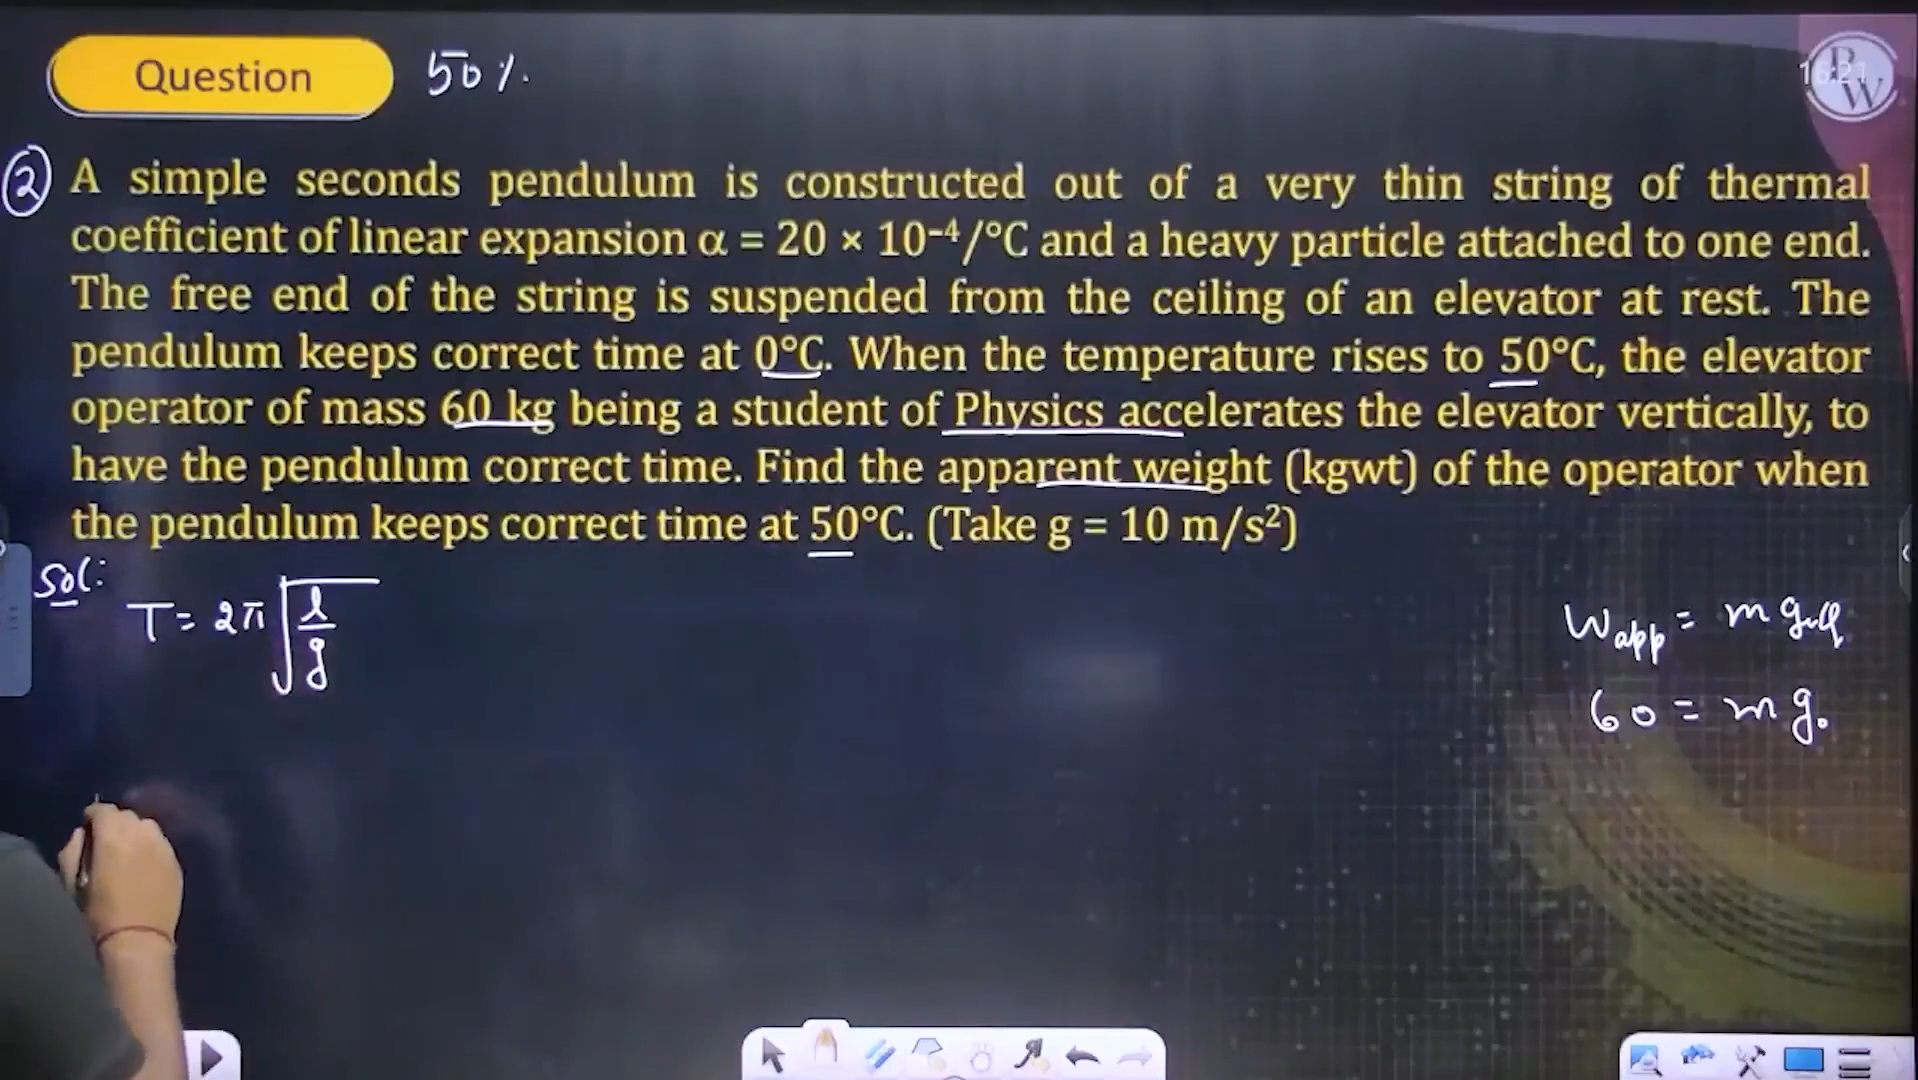 Question 50%.
② A simple seconds pendulum is constructed out of a very thin string of thermal
coefficient of linear expansion α = 20 × 10⁻⁴/°C and a heavy particle attached to one end.
The free end of the string is suspended from the ceiling of an elevator at rest. The
pendulum keeps correct time at 0°C. When the temperature rises to 50°C, the elevator
operator of mass 60 kg being a student of Physics accelerates the elevator vertically, to
have the pendulum correct time. Find the apparent weight (kgwt) of the operator when
the pendulum keeps correct time at 50°C. (Take g = 10 m/s²)
Sol:
T = 2π √(l/g)
W_app = m g_eff
60 = m g₀
PW